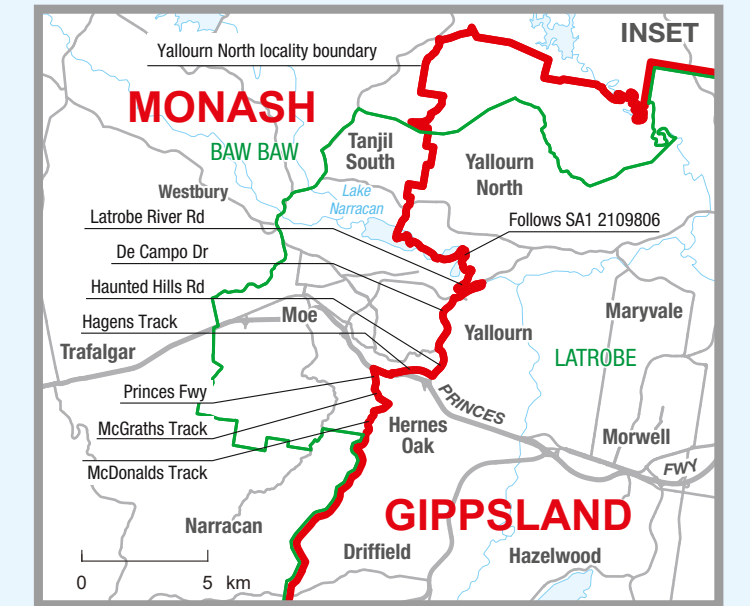 INSET
Yallourn North locality boundary
MONASH
BAW BAW
Tanjil
South
Yallourn
North
Westbury
Lake
Narracan
Latrobe River Rd
Follows SA1 2109806
De Campo Dr
Haunted Hills Rd
Hagens Track
Moe
Maryvale
Yallourn
Trafalgar
LATROBE
Princes Fwy
PRINCES
McGraths Track
Hernes
Oak
Morwell
FWY
McDonalds Track
GIPPSLAND
Narracan
Driffield
Hazelwood
0 5 km